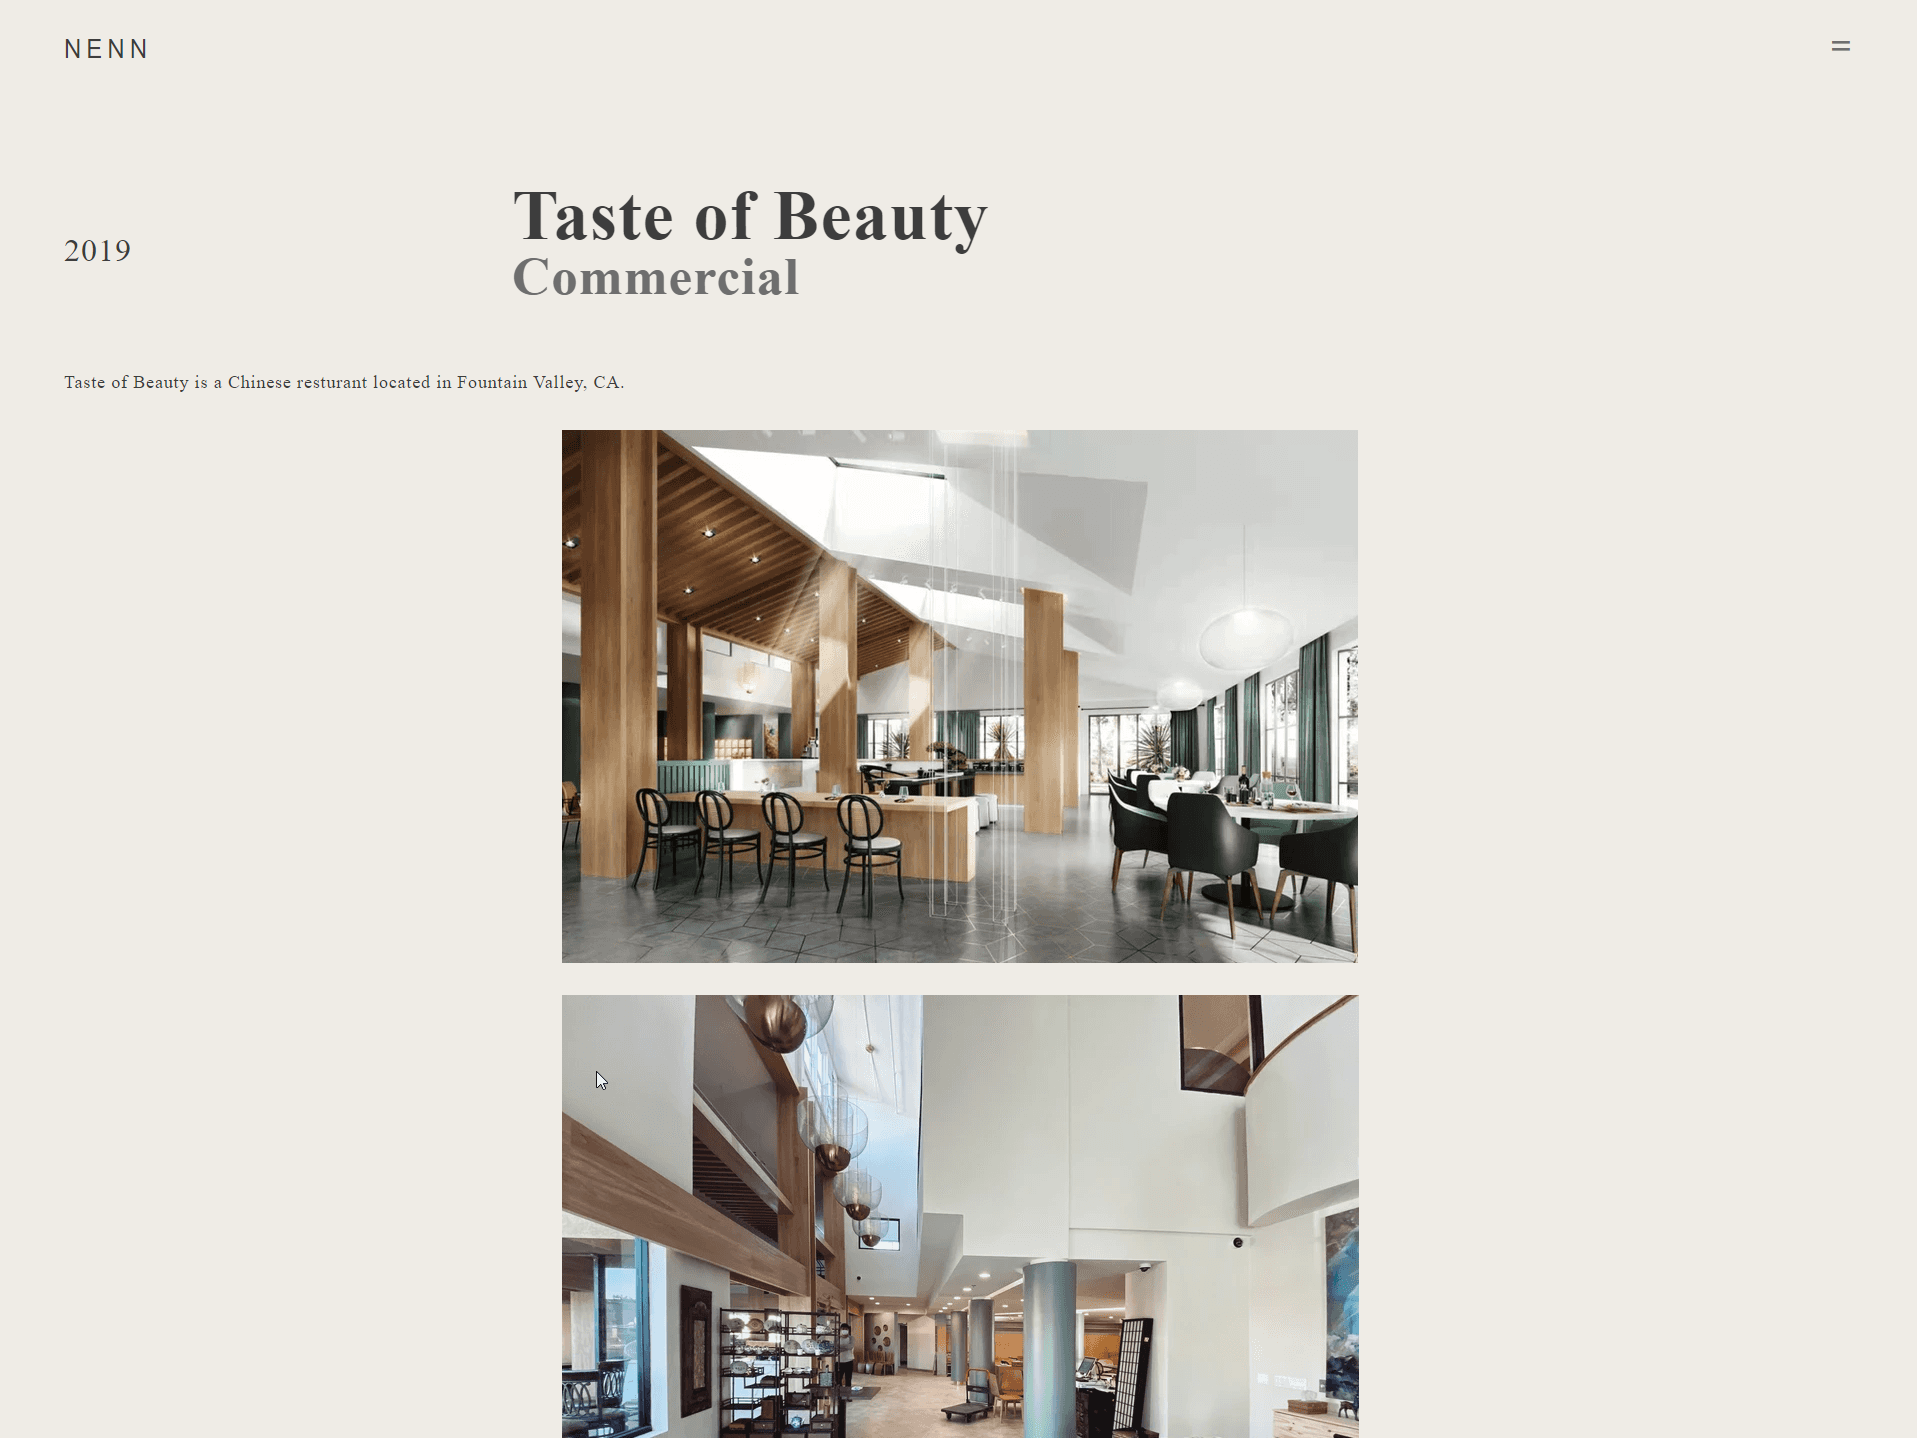 NENN
Taste of Beauty
2019
Commercial
Taste of Beauty is a Chinese resturant located in Fountain Valley, CA.